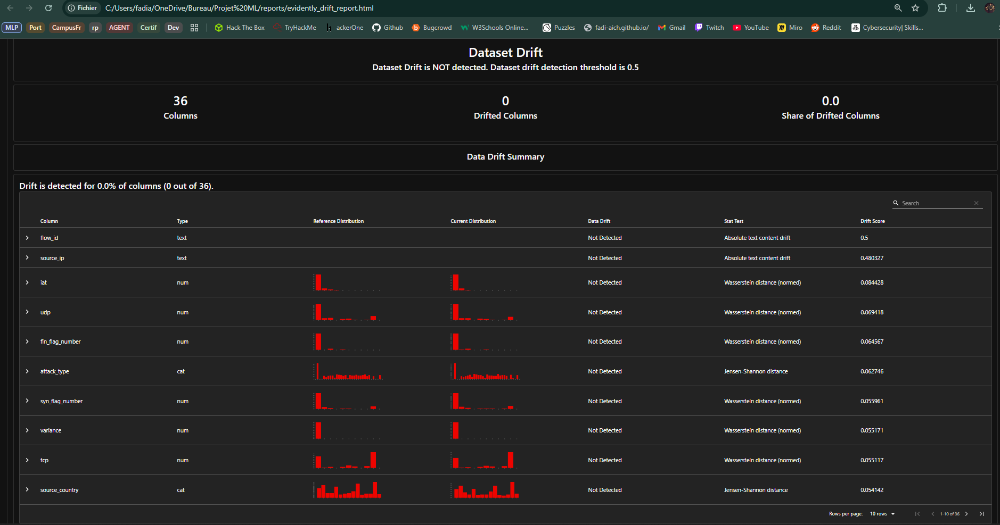 Fichier C:/Users/fadia/OneDrive/Bureau/Projet%20ML/reports/evidently_drift_report.html
MLP Port CampusFr rp AGENT Certif Dev Hack The Box TryHackMe ackerOne Github Bugcrowd W3Schools Online... Puzzles fadi-aich.github.io/ Gmail Twitch YouTube Miro Reddit Cybersecurity| Skills...
Dataset Drift
Dataset Drift is NOT detected. Dataset drift detection threshold is 0.5
36 0 0.0
Columns Drifted Columns Share of Drifted Columns
Data Drift Summary
Drift is detected for 0.0% of columns (0 out of 36).
Search
Column Type Reference Distribution Current Distribution Data Drift Stat Test Drift Score
flow_id text Not Detected Absolute text content drift 0.5
source_ip text Not Detected Absolute text content drift 0.480327
iat num Not Detected Wasserstein distance (normed) 0.084428
udp num Not Detected Wasserstein distance (normed) 0.069418
fin_flag_number num Not Detected Wasserstein distance (normed) 0.064567
attack_type cat Not Detected Jensen-Shannon distance 0.062746
syn_flag_number num Not Detected Wasserstein distance (normed) 0.055961
variance num Not Detected Wasserstein distance (normed) 0.055171
tcp num Not Detected Wasserstein distance (normed) 0.055117
source_country cat Not Detected Jensen-Shannon distance 0.054142
Rows per page: 10 rows 1-10 of 36